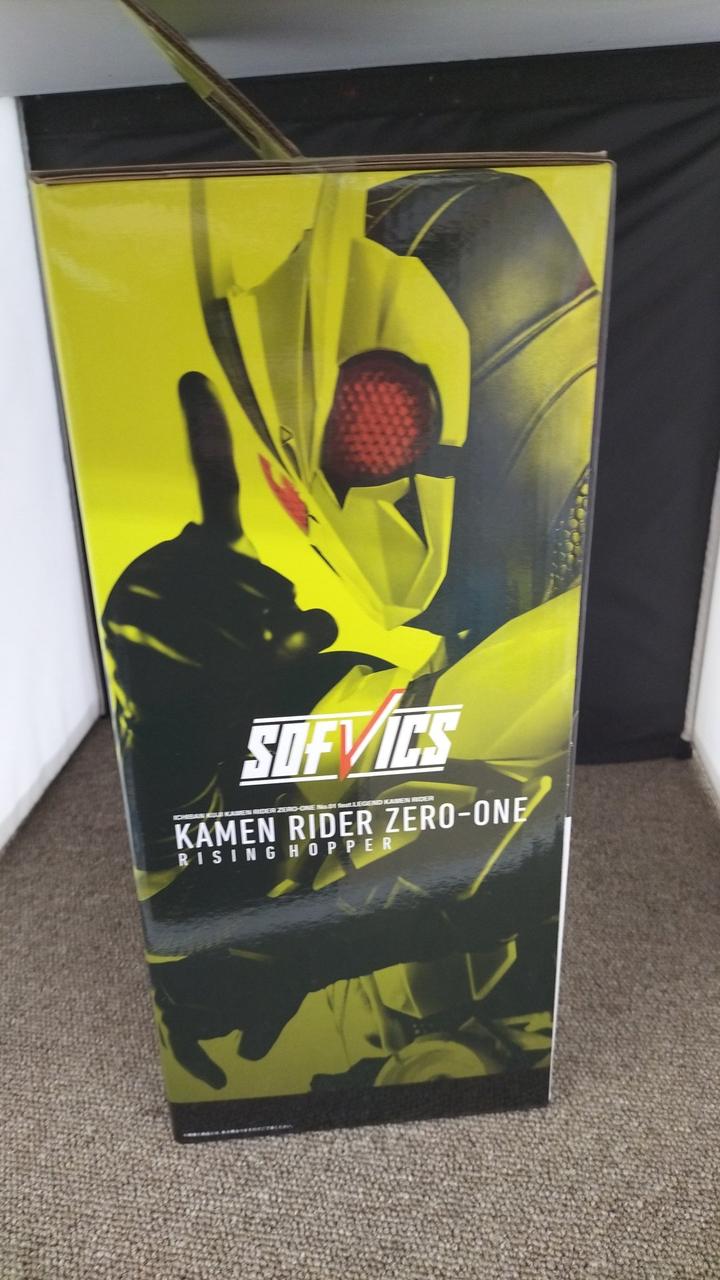 SOFVICS
ICHIBAN KUJI KAMEN RIDER ZERO-ONE No.01 feat.LEGEND KAMEN RIDER
KAMEN RIDER ZERO-ONE
RISING HOPPER